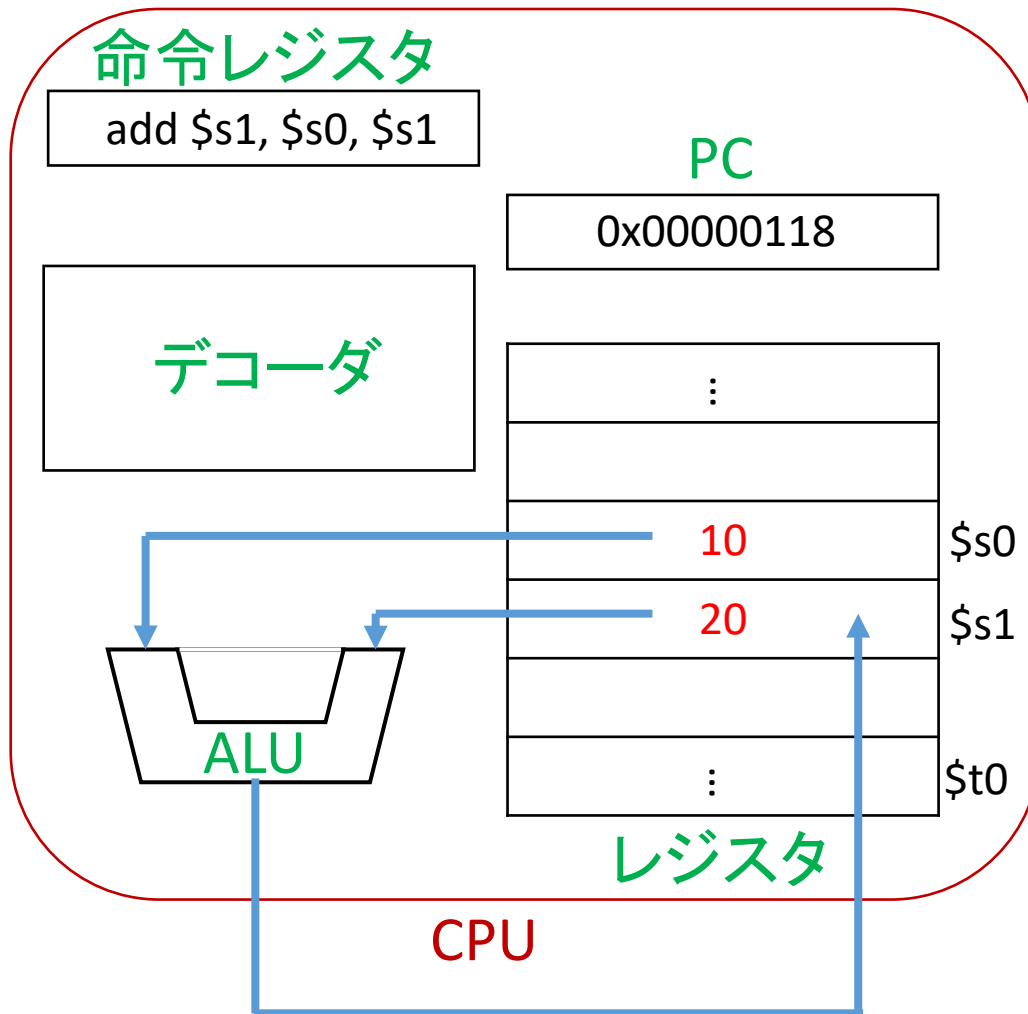 命令レジスタ
add $s1, $s0, $s1
PC
0x00000118
デコーダ
…
10
$s0
20
$s1
ALU
…
$t0
レジスタ
CPU